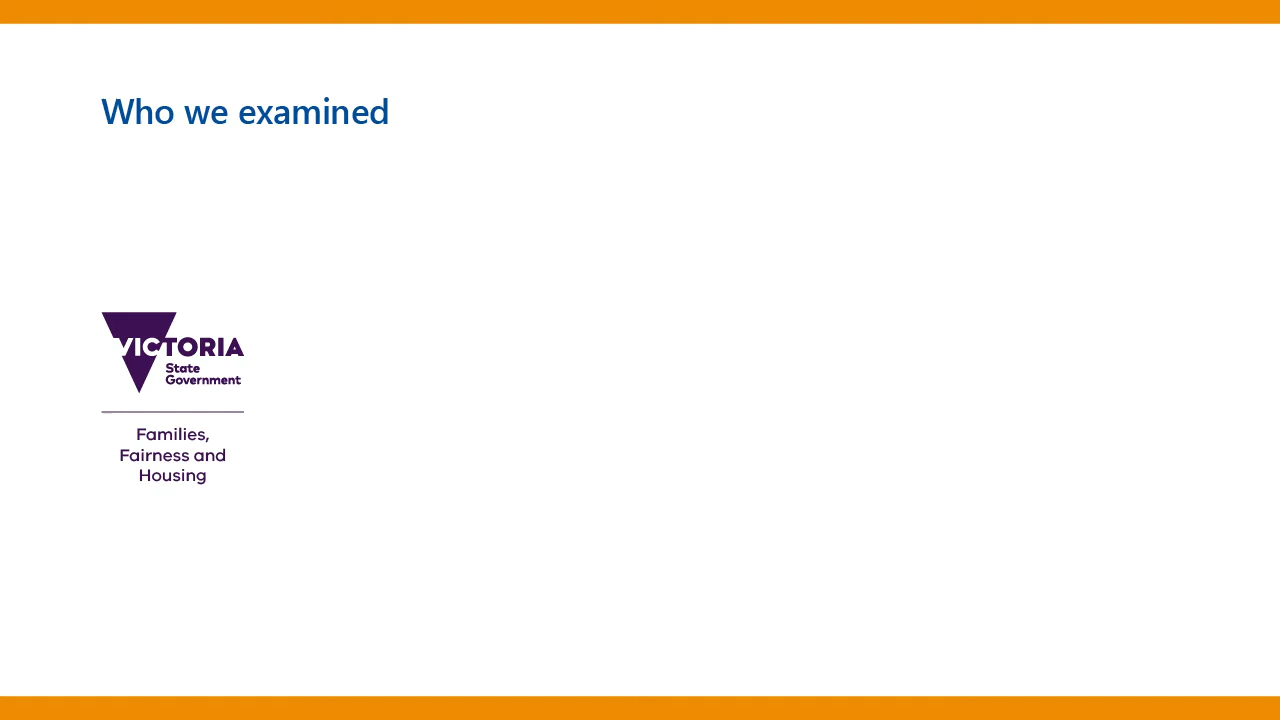 Who we examined
VICTORIA
State
Government
Families,
Fairness and
Housing